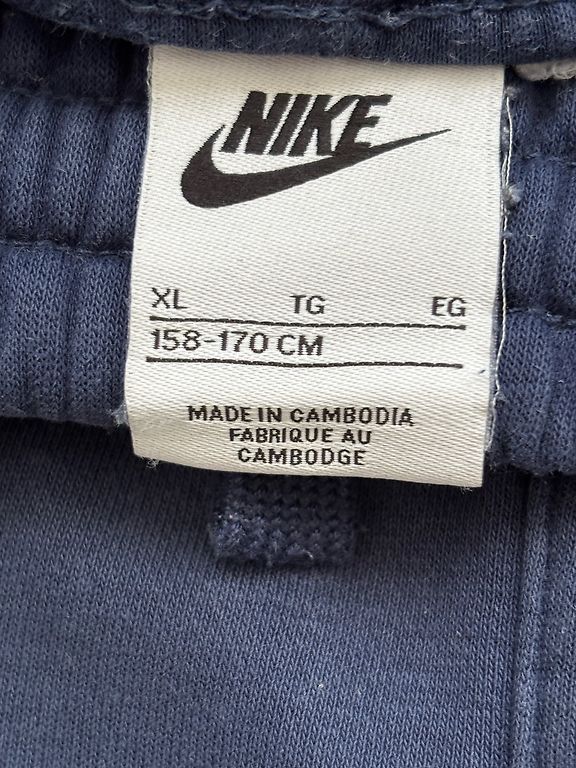 NIKE
XL TG EG
158-170 CM
MADE IN CAMBODIA
FABRIQUE AU
CAMBODGE